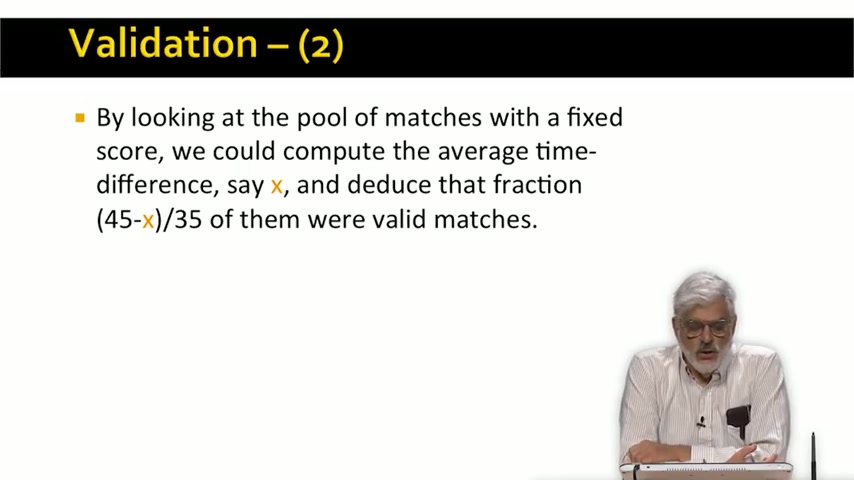 Validation – (2)
By looking at the pool of matches with a fixed
score, we could compute the average time-
difference, say x, and deduce that fraction
(45-x)/35 of them were valid matches.